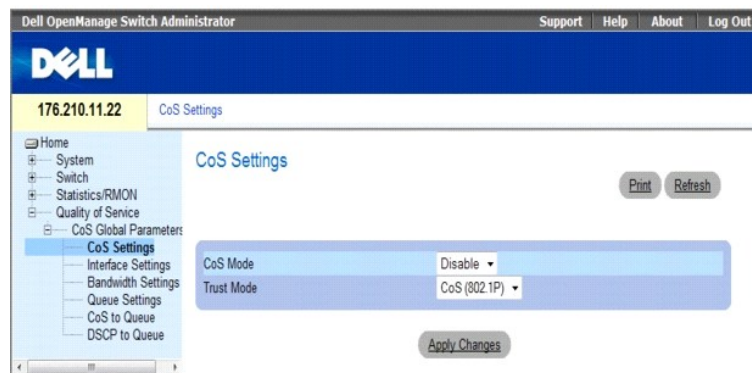 Dell OpenManage Switch Administrator Support Help About Log Out
DELL
176.210.11.22 CoS Settings
Home
System
Switch
Statistics/RMON
Quality of Service
CoS Global Parameters
CoS Settings
Interface Settings
Bandwidth Settings
Queue Settings
CoS to Queue
DSCP to Queue
CoS Settings
Print Refresh
CoS Mode Disable
Trust Mode CoS (802.1P)
Apply Changes